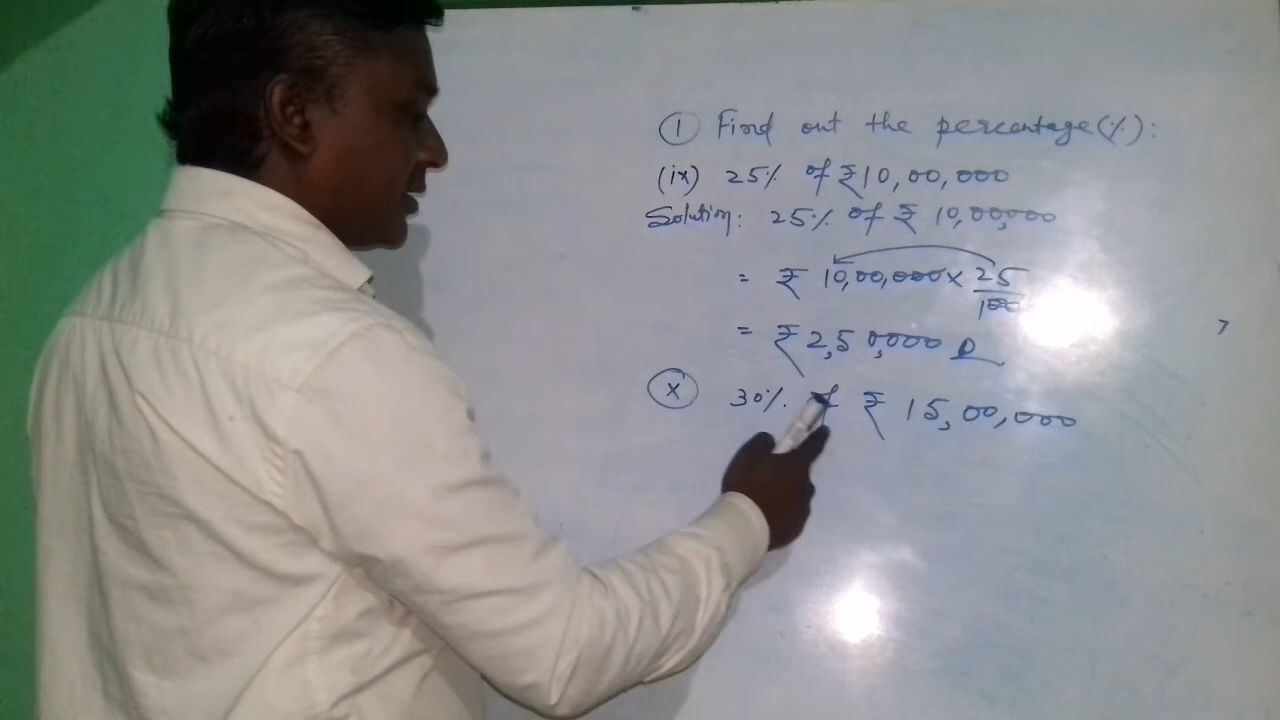 ① Find out the percentage(%):
(ix) 25% of ₹10,00,000
Solution: 25% of ₹ 10,00,000
= ₹ 10,00,000 x 25/100
= ₹ 2,50,000
(x) 30% of ₹ 15,00,000